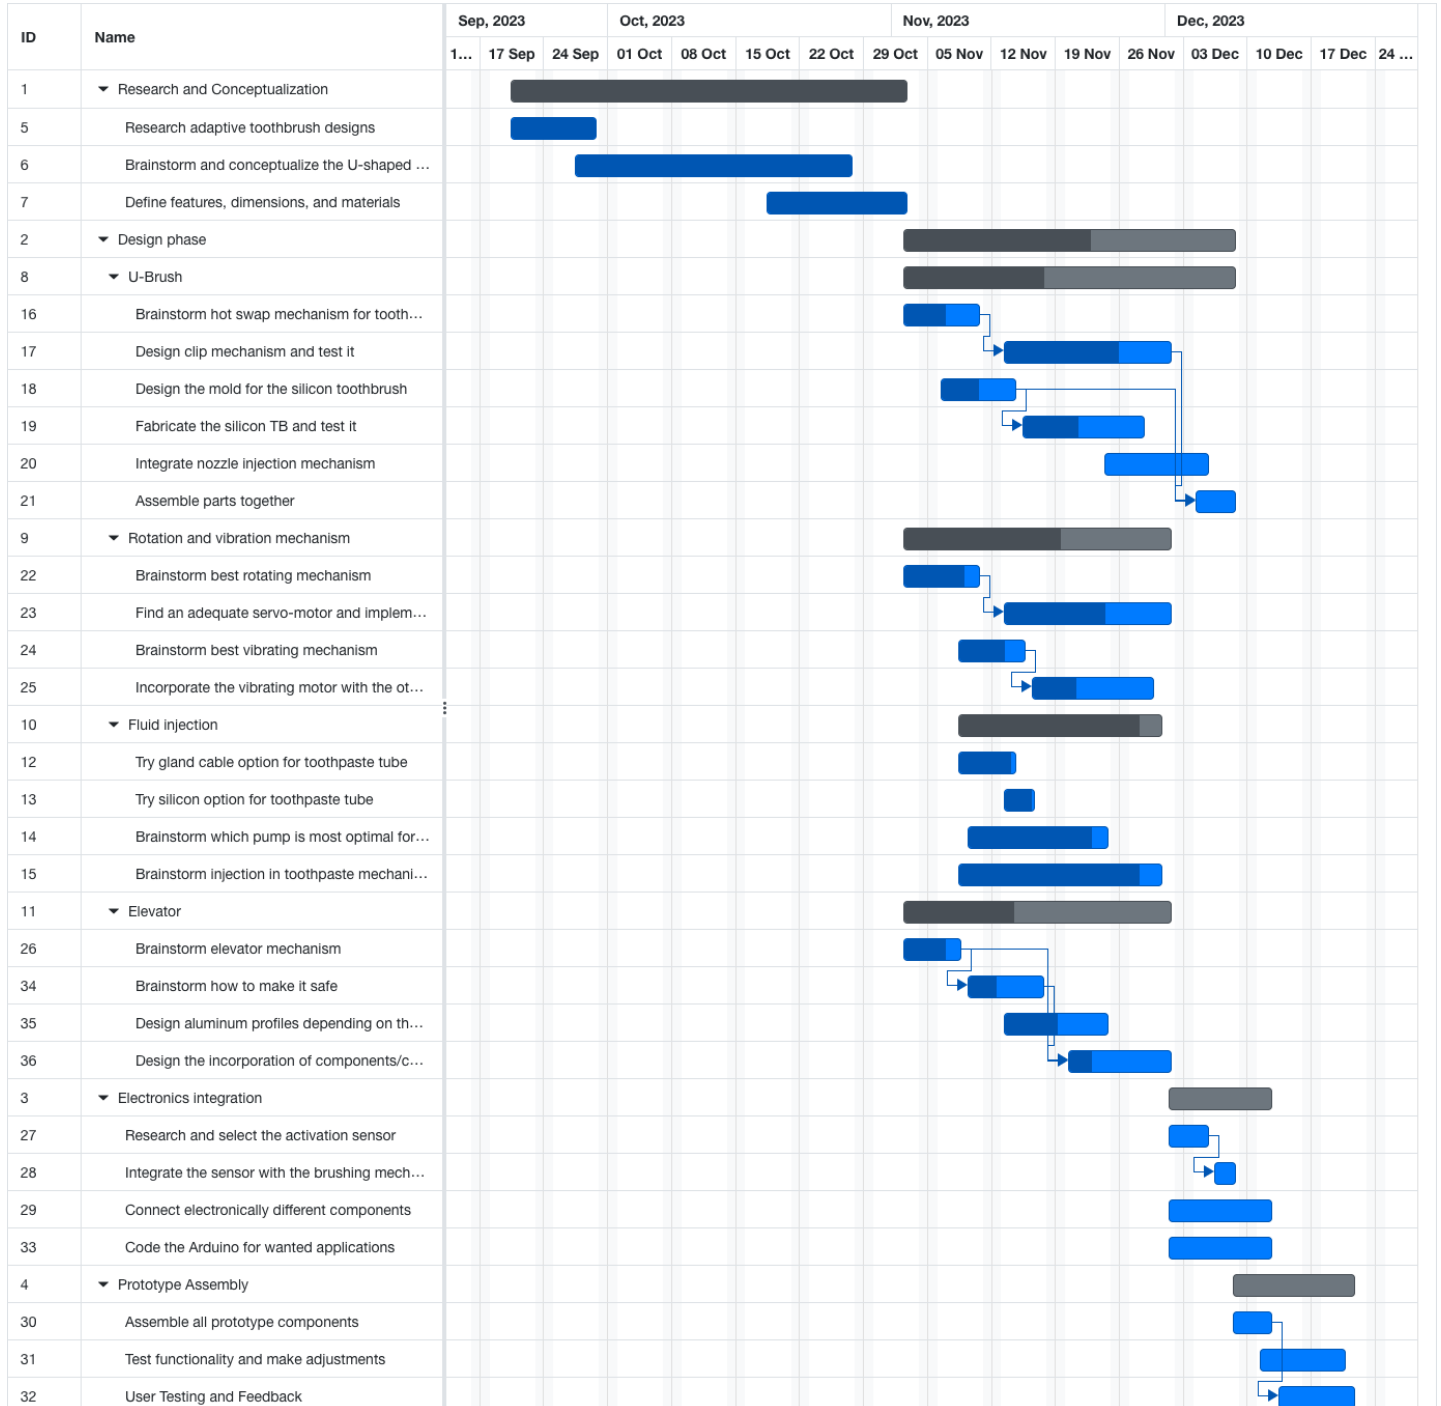 ID Name Sep, 2023 Oct, 2023 Nov, 2023 Dec, 2023
1... 17 Sep 24 Sep 01 Oct 08 Oct 15 Oct 22 Oct 29 Oct 05 Nov 12 Nov 19 Nov 26 Nov 03 Dec 10 Dec 17 Dec 24 ...
1 Research and Conceptualization
5 Research adaptive toothbrush designs
6 Brainstorm and conceptualize the U-shaped ...
7 Define features, dimensions, and materials
2 Design phase
8 U-Brush
16 Brainstorm hot swap mechanism for tooth...
17 Design clip mechanism and test it
18 Design the mold for the silicon toothbrush
19 Fabricate the silicon TB and test it
20 Integrate nozzle injection mechanism
21 Assemble parts together
9 Rotation and vibration mechanism
22 Brainstorm best rotating mechanism
23 Find an adequate servo-motor and implem...
24 Brainstorm best vibrating mechanism
25 Incorporate the vibrating motor with the ot...
10 Fluid injection
12 Try gland cable option for toothpaste tube
13 Try silicon option for toothpaste tube
14 Brainstorm which pump is most optimal for...
15 Brainstorm injection in toothpaste mechani...
11 Elevator
26 Brainstorm elevator mechanism
34 Brainstorm how to make it safe
35 Design aluminum profiles depending on th...
36 Design the incorporation of components/c...
3 Electronics integration
27 Research and select the activation sensor
28 Integrate the sensor with the brushing mech...
29 Connect electronically different components
33 Code the Arduino for wanted applications
4 Prototype Assembly
30 Assemble all prototype components
31 Test functionality and make adjustments
32 User Testing and Feedback